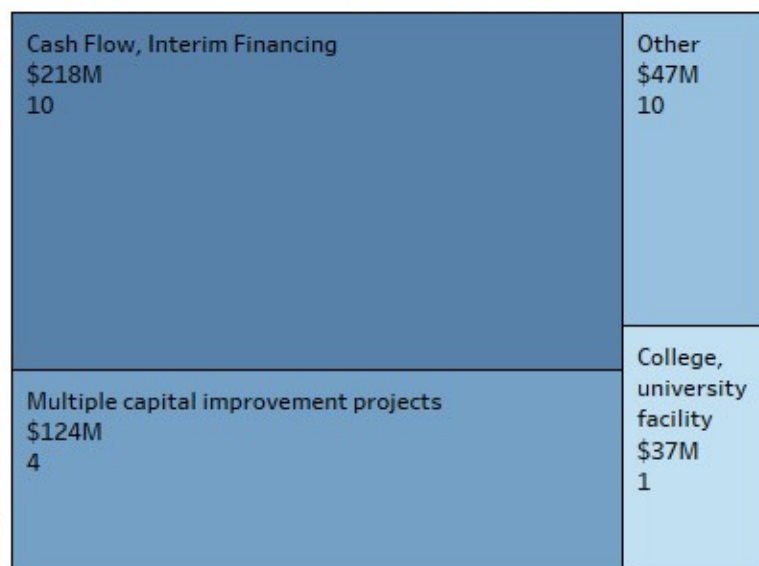 Cash Flow, Interim Financing
$218M
10
Other
$47M
10
Multiple capital improvement projects
$124M
4
College,
university
facility
$37M
1